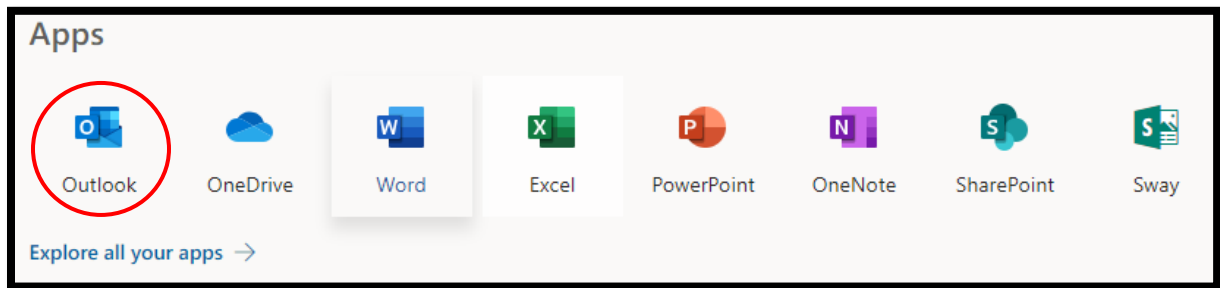 Apps
O W X P N S S
Outlook OneDrive Word Excel PowerPoint OneNote SharePoint Sway
Explore all your apps →